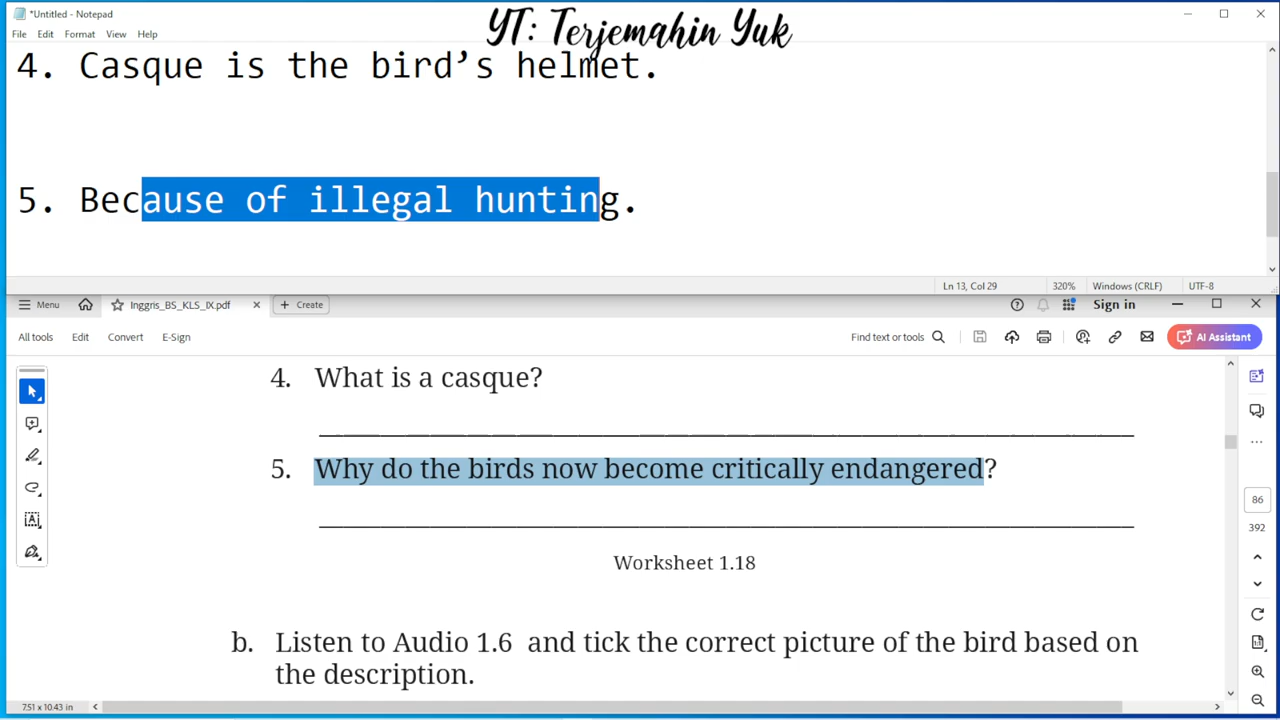 *Untitled - Notepad
YT: Terjemahin Yuk
File Edit Format View Help
4. Casque is the bird’s helmet.
5. Because of illegal hunting.
Ln 13, Col 29 320% Windows (CRLF) UTF-8
Menu Inggris_BS_KLS_IX.pdf Create Sign in
All tools Edit Convert E-Sign Find text or tools AI Assistant
4. What is a casque?
5. Why do the birds now become critically endangered?
86
392
Worksheet 1.18
b. Listen to Audio 1.6 and tick the correct picture of the bird based on
the description.
7.51 x 10.43 in